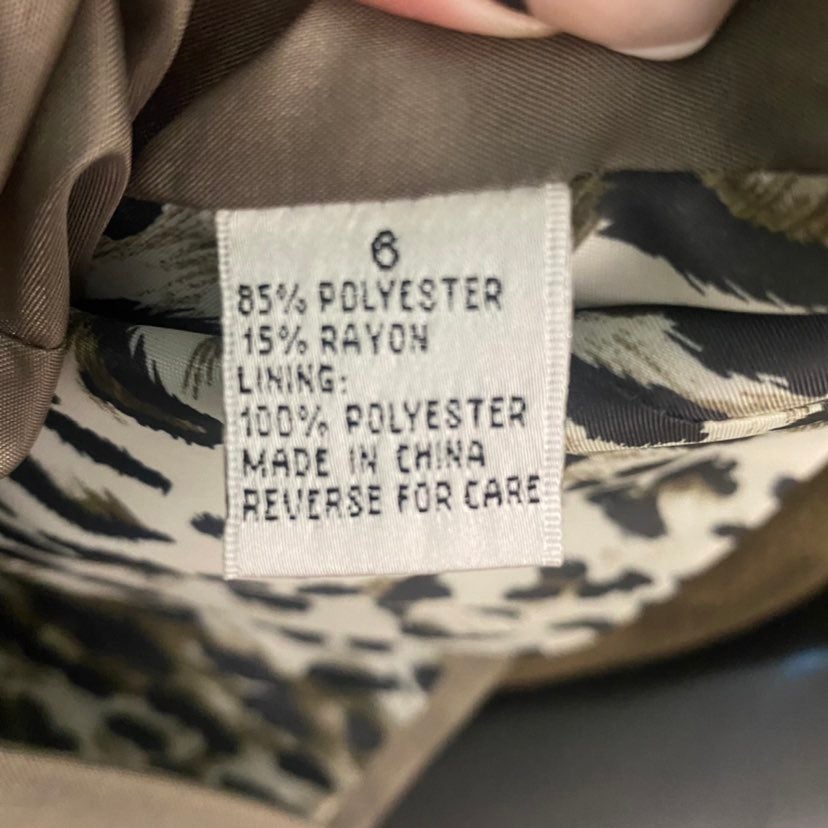 6
85% POLYESTER
15% RAYON
LINING:
100% POLYESTER
MADE IN CHINA
REVERSE FOR CARE